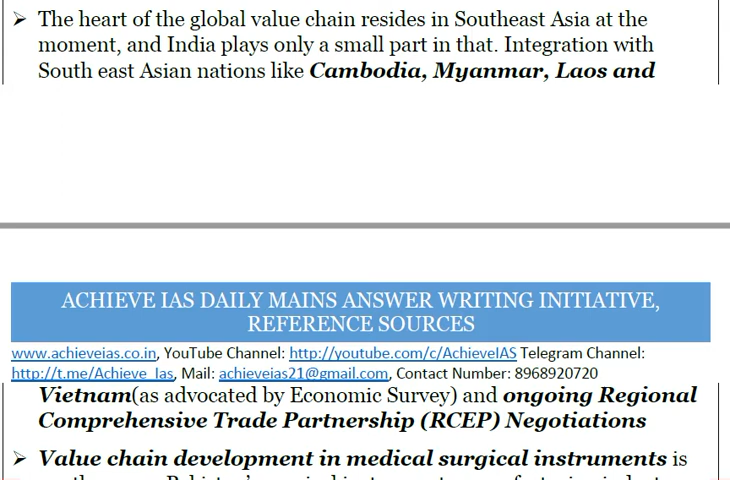 ➢ The heart of the global value chain resides in Southeast Asia at the
moment, and India plays only a small part in that. Integration with
South east Asian nations like Cambodia, Myanmar, Laos and
ACHIEVE IAS DAILY MAINS ANSWER WRITING INITIATIVE,
REFERENCE SOURCES
www.achieveias.co.in, YouTube Channel: http://youtube.com/c/AchieveIAS Telegram Channel:
http://t.me/Achieve_Ias, Mail: achieveias21@gmail.com, Contact Number: 8968920720
Vietnam(as advocated by Economic Survey) and ongoing Regional
Comprehensive Trade Partnership (RCEP) Negotiations
➢ Value chain development in medical surgical instruments is